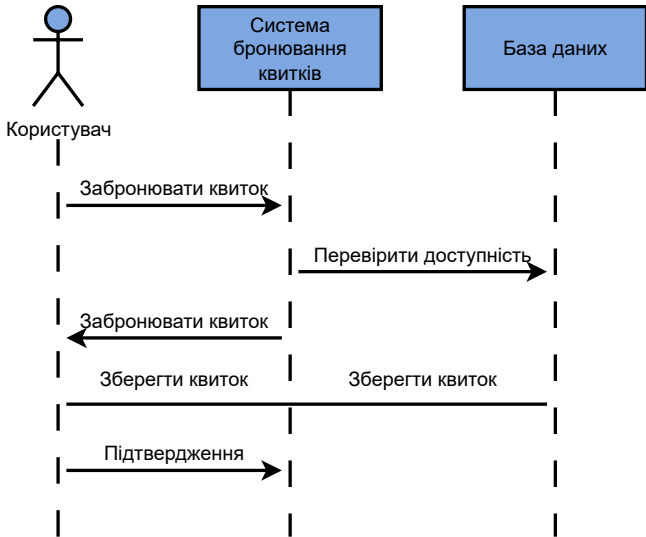 Система
бронювання
квитків
База даних
Користувач
Забронювати квиток
Перевірити доступність
Забронювати квиток
Зберегти квиток
Зберегти квиток
Підтвердження